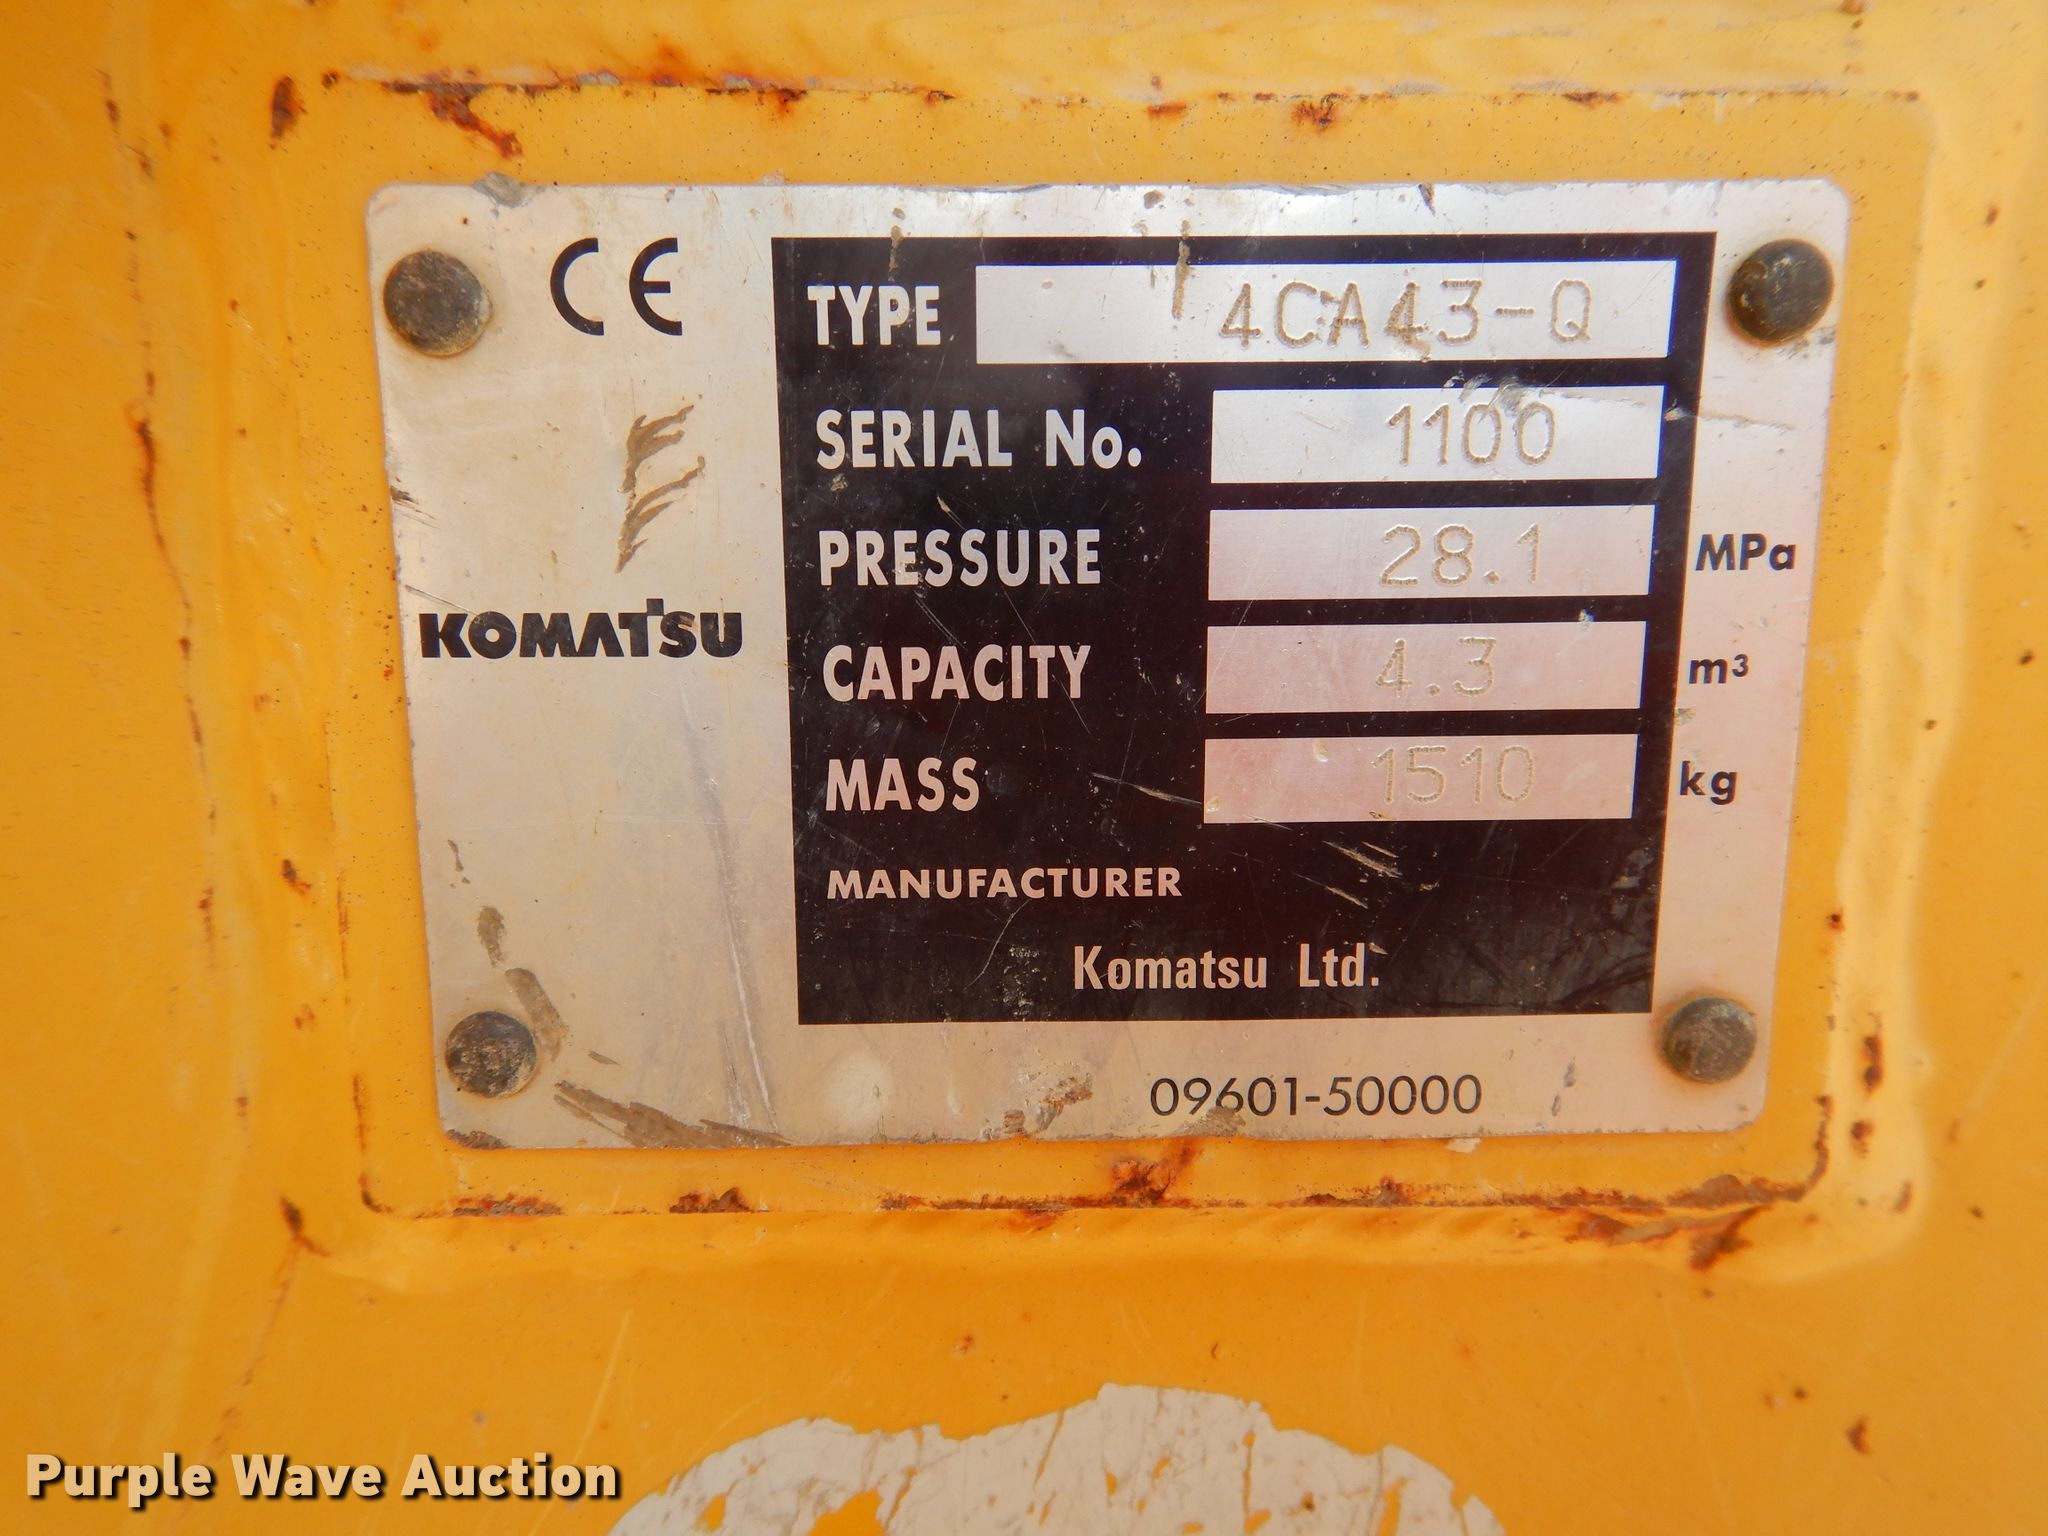 CE
KOMATSU
TYPE 4CA43-Q
SERIAL No. 1100
PRESSURE 28.1 MPa
CAPACITY 4.3 m³
MASS 1510 kg
MANUFACTURER
Komatsu Ltd.
09601-50000
Purple Wave Auction